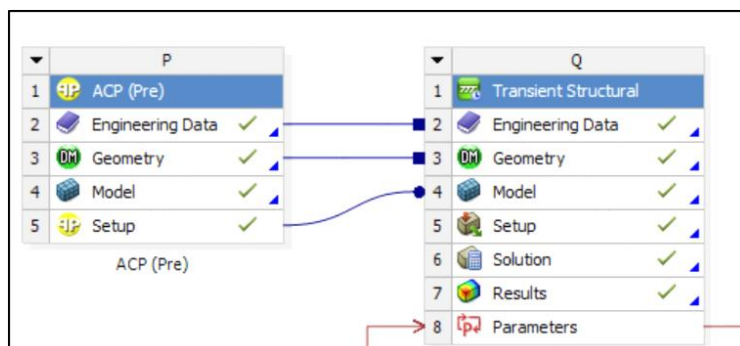 P
1 ACP (Pre)
2 Engineering Data
3 Geometry
4 Model
5 Setup
ACP (Pre)
Q
1 Transient Structural
2 Engineering Data
3 Geometry
4 Model
5 Setup
6 Solution
7 Results
8 Parameters